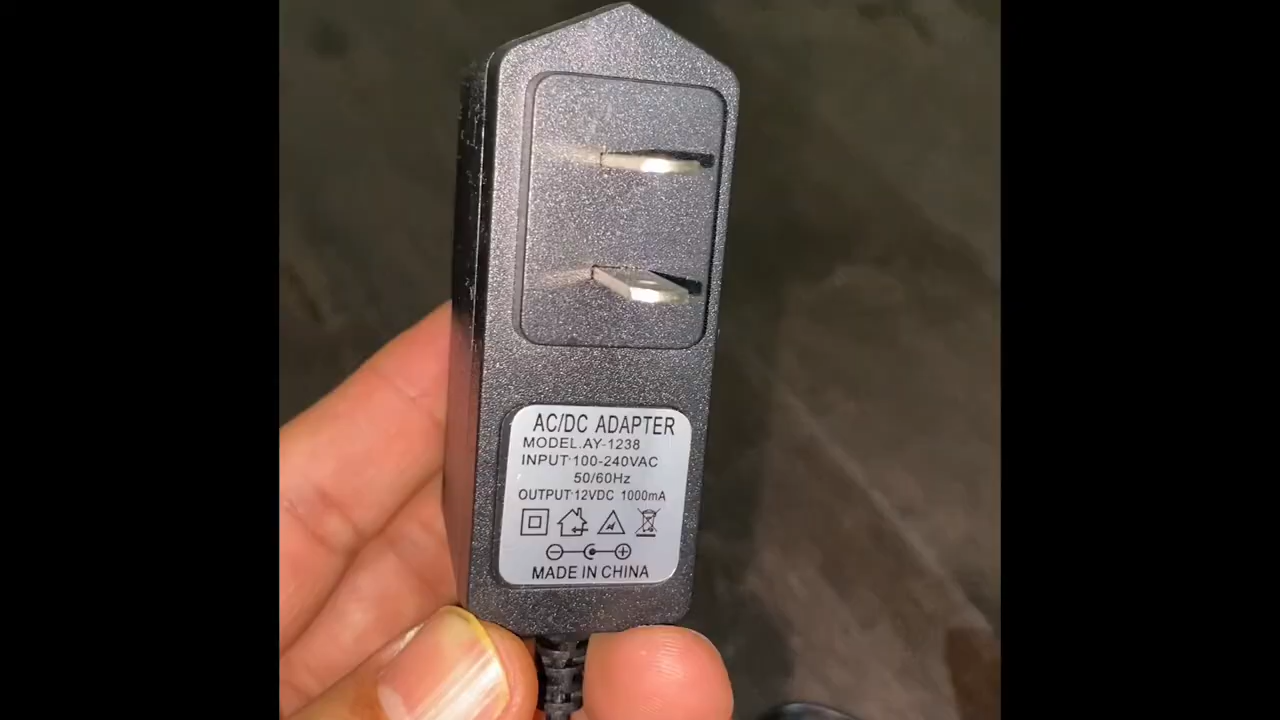 AC/DC ADAPTER
MODEL.AY-1238
INPUT:100-240VAC
50/60Hz
OUTPUT:12VDC 1000mA
MADE IN CHINA